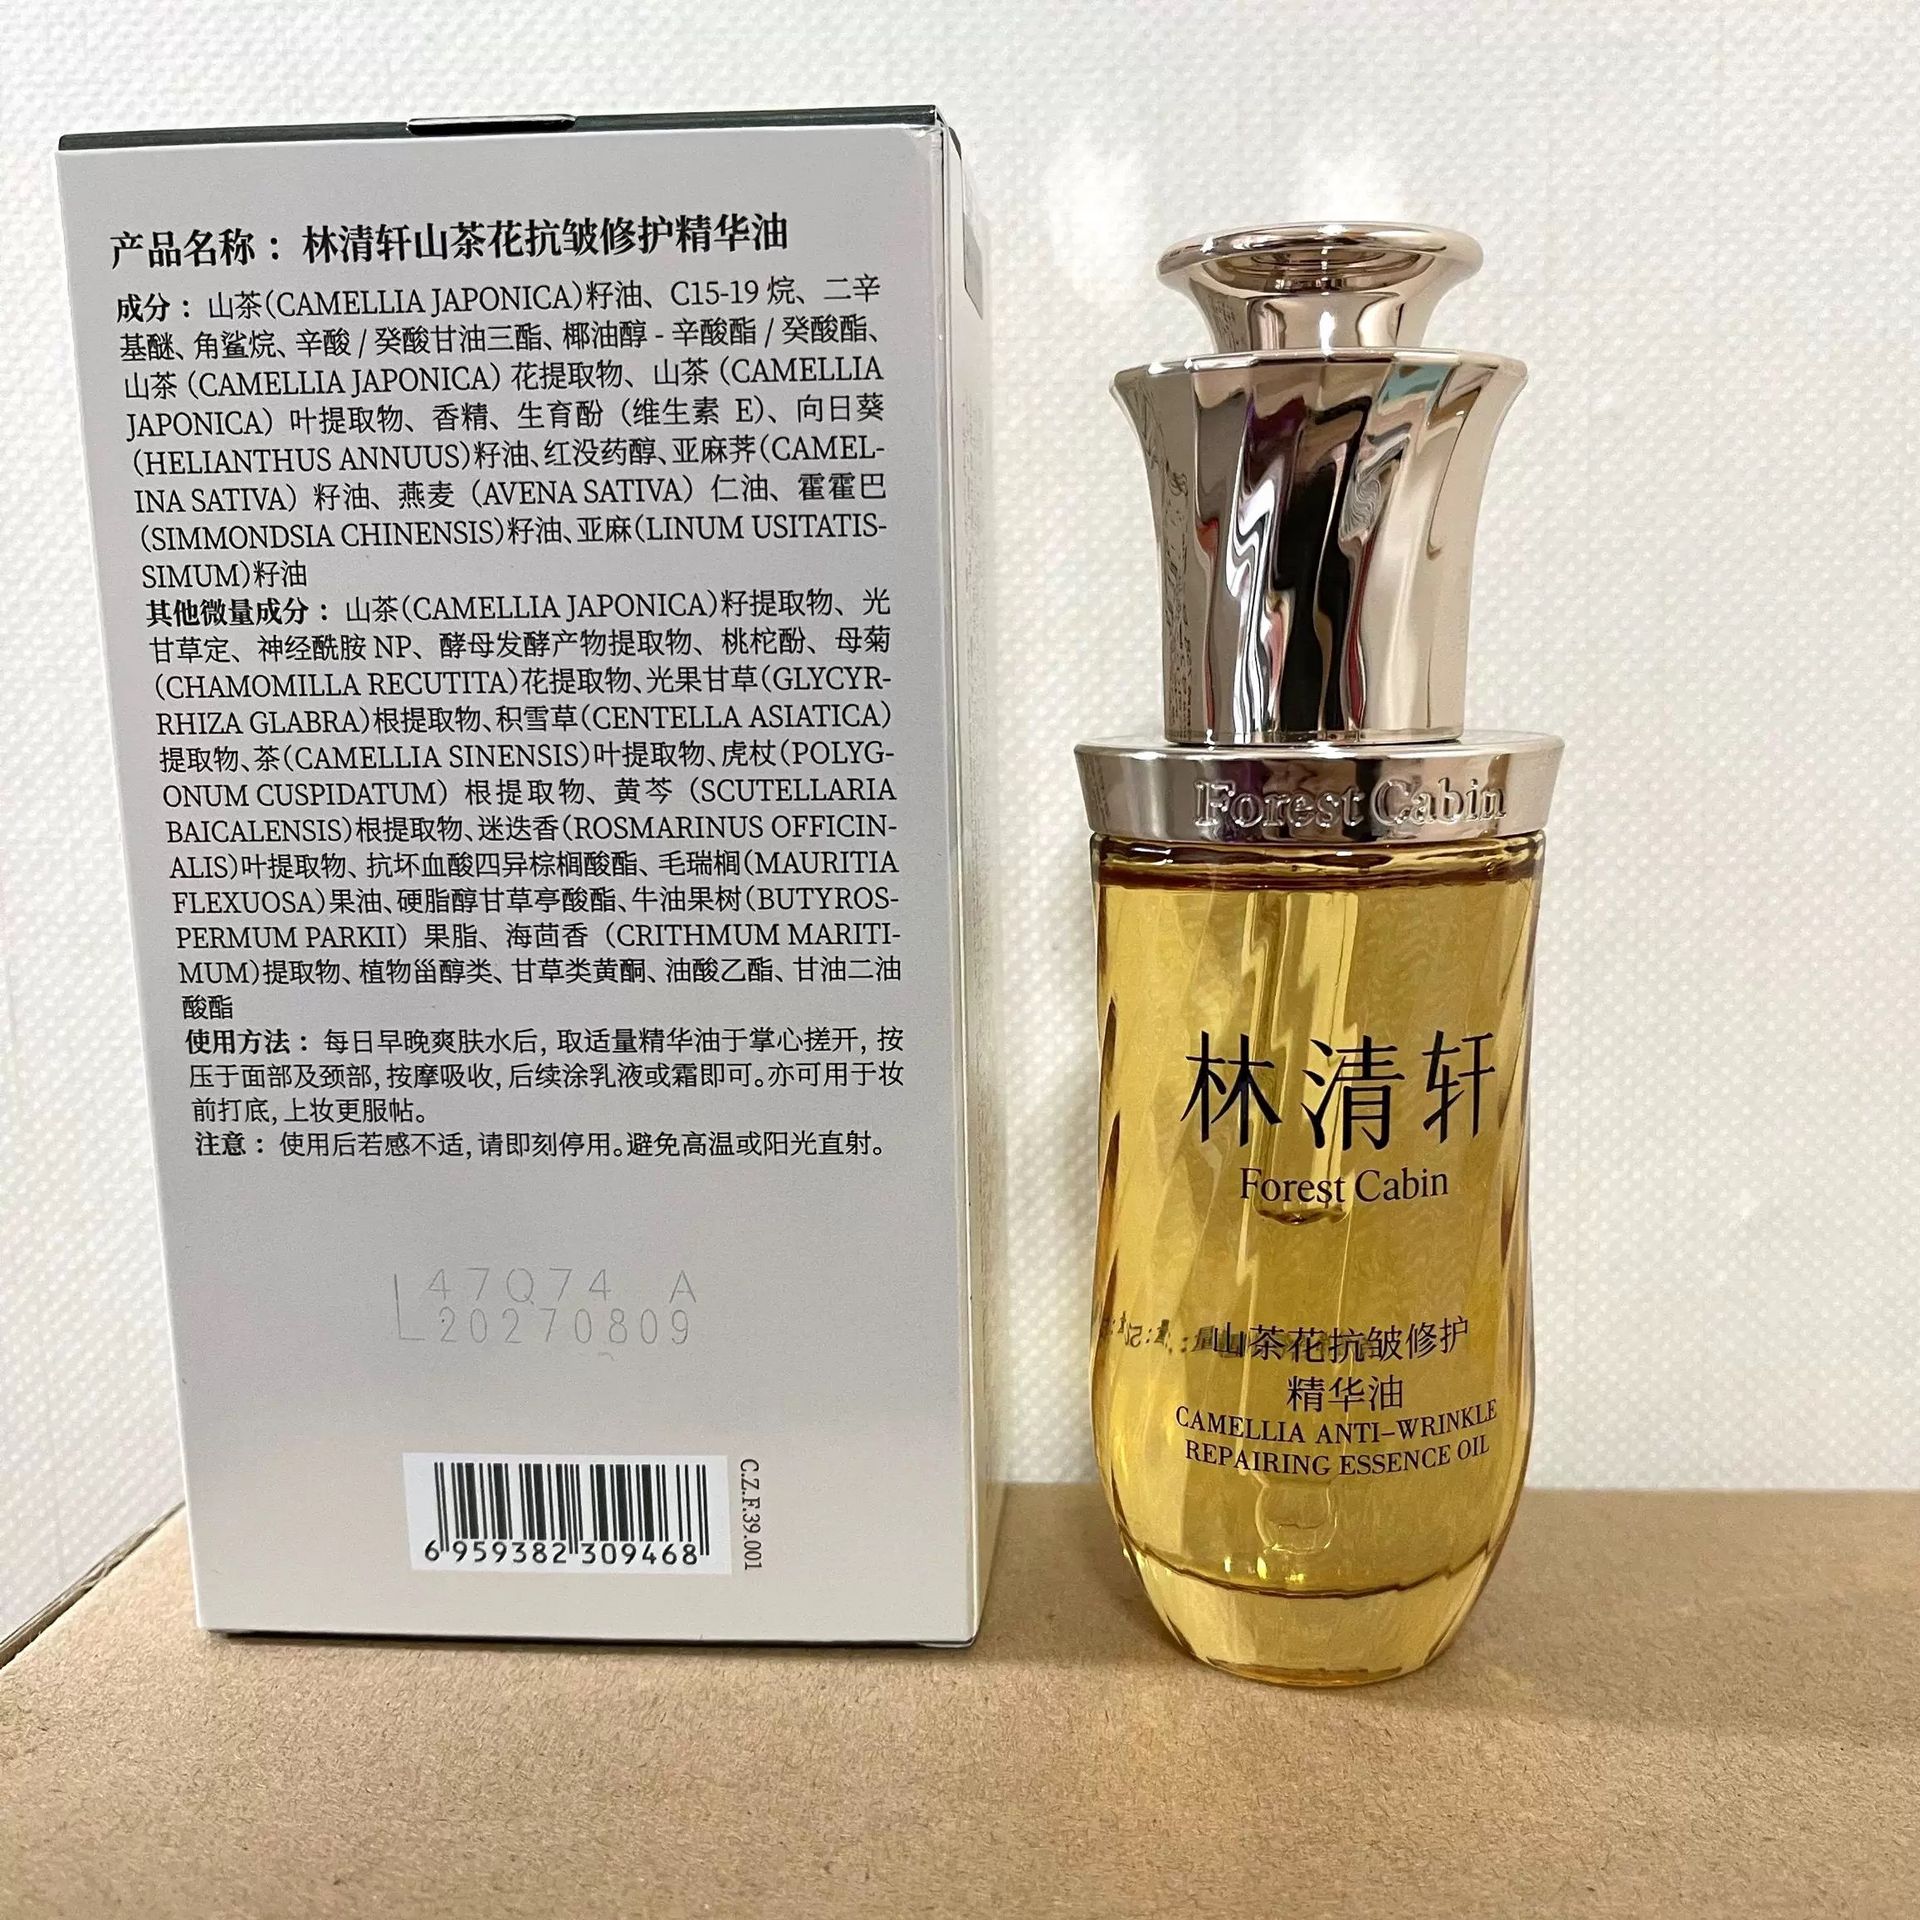 产品名称：林清轩山茶花抗皱修护精华油
成分：山茶(CAMELLIA JAPONICA)籽油、C15-19 烷、二辛
基醚、角鲨烷、辛酸 / 癸酸甘油三酯、椰油醇 - 辛酸酯 / 癸酸酯、
山茶（CAMELLIA JAPONICA）花提取物、山茶（CAMELLIA
JAPONICA）叶提取物、香精、生育酚（维生素 E）、向日葵
（HELIANTHUS ANNUUS）籽油、红没药醇、亚麻荠（CAMEL-
INA SATIVA）籽油、燕麦（AVENA SATIVA）仁油、霍霍巴
（SIMMONDSIA CHINENSIS）籽油、亚麻（LINUM USITATIS-
SIMUM）籽油
其他微量成分：山茶(CAMELLIA JAPONICA)籽提取物、光
甘草定、神经酰胺 NP、酵母发酵产物提取物、桃柁酚、母菊
（CHAMOMILLA RECUTITA）花提取物、光果甘草（GLYCYR-
RHIZA GLABRA）根提取物、积雪草（CENTELLA ASIATICA）
提取物、茶（CAMELLIA SINENSIS）叶提取物、虎杖（POLYG-
ONUM CUSPIDATUM）根提取物、黄芩（SCUTELLARIA
BAICALENSIS）根提取物、迷迭香（ROSMARINUS OFFICIN-
ALIS）叶提取物、抗坏血酸四异棕榈酸酯、毛瑞榈（MAURITIA
FLEXUOSA）果油、硬脂醇甘草亭酸酯、牛油果树（BUTYROS-
PERMUM PARKII）果脂、海茴香（CRITHMUM MARITI-
MUM）提取物、植物甾醇类、甘草类黄酮、油酸乙酯、甘油二油
酸酯
使用方法：每日早晚爽肤水后，取适量精华油于掌心搓开，按
压于面部及颈部，按摩吸收，后续涂乳液或霜即可。亦可用于妆
前打底，上妆更服帖。
注意：使用后若感不适，请即刻停用。避免高温或阳光直射。
47Q74 A
L20270809
6 959382 309468
C.Z.F.39.001
Forest Cabin
林清轩
Forest Cabin
山茶花抗皱修护
精华油
CAMELLIA ANTI-WRINKLE
REPAIRING ESSENCE OIL